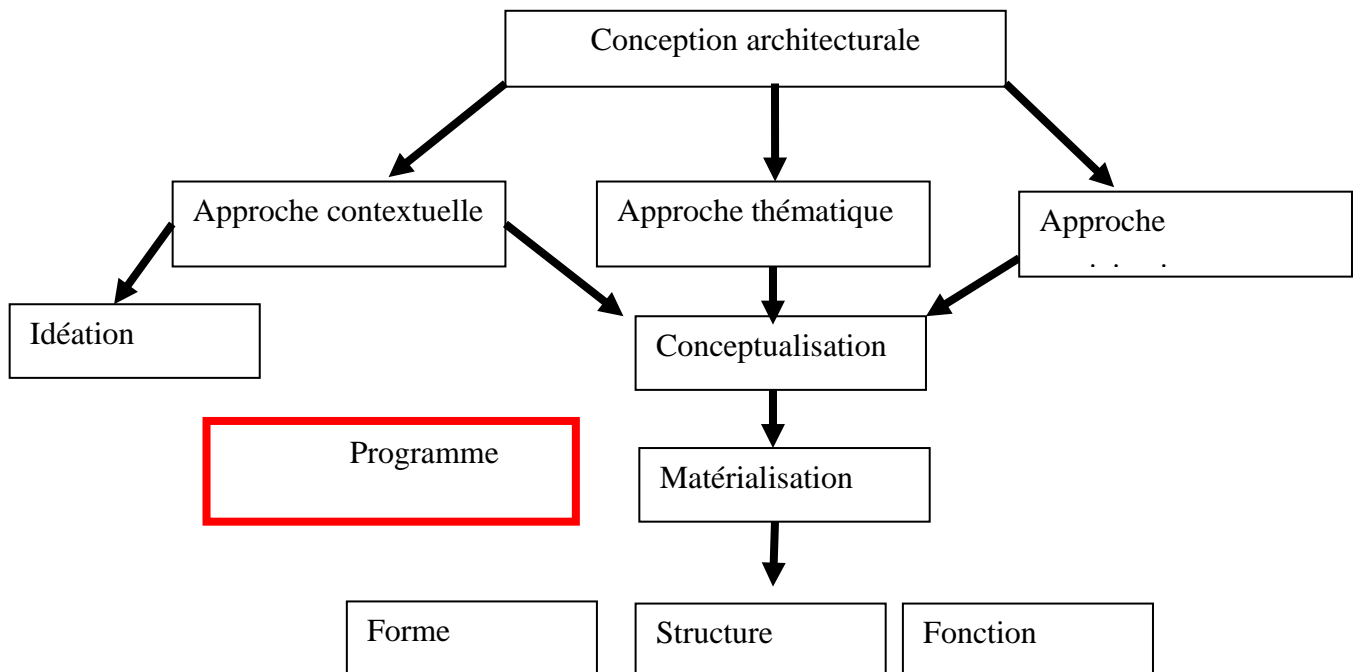 Conception architecturale
Approche contextuelle
Approche thématique
Approche
Idéation
Conceptualisation
Programme
Matérialisation
Forme
Structure
Fonction